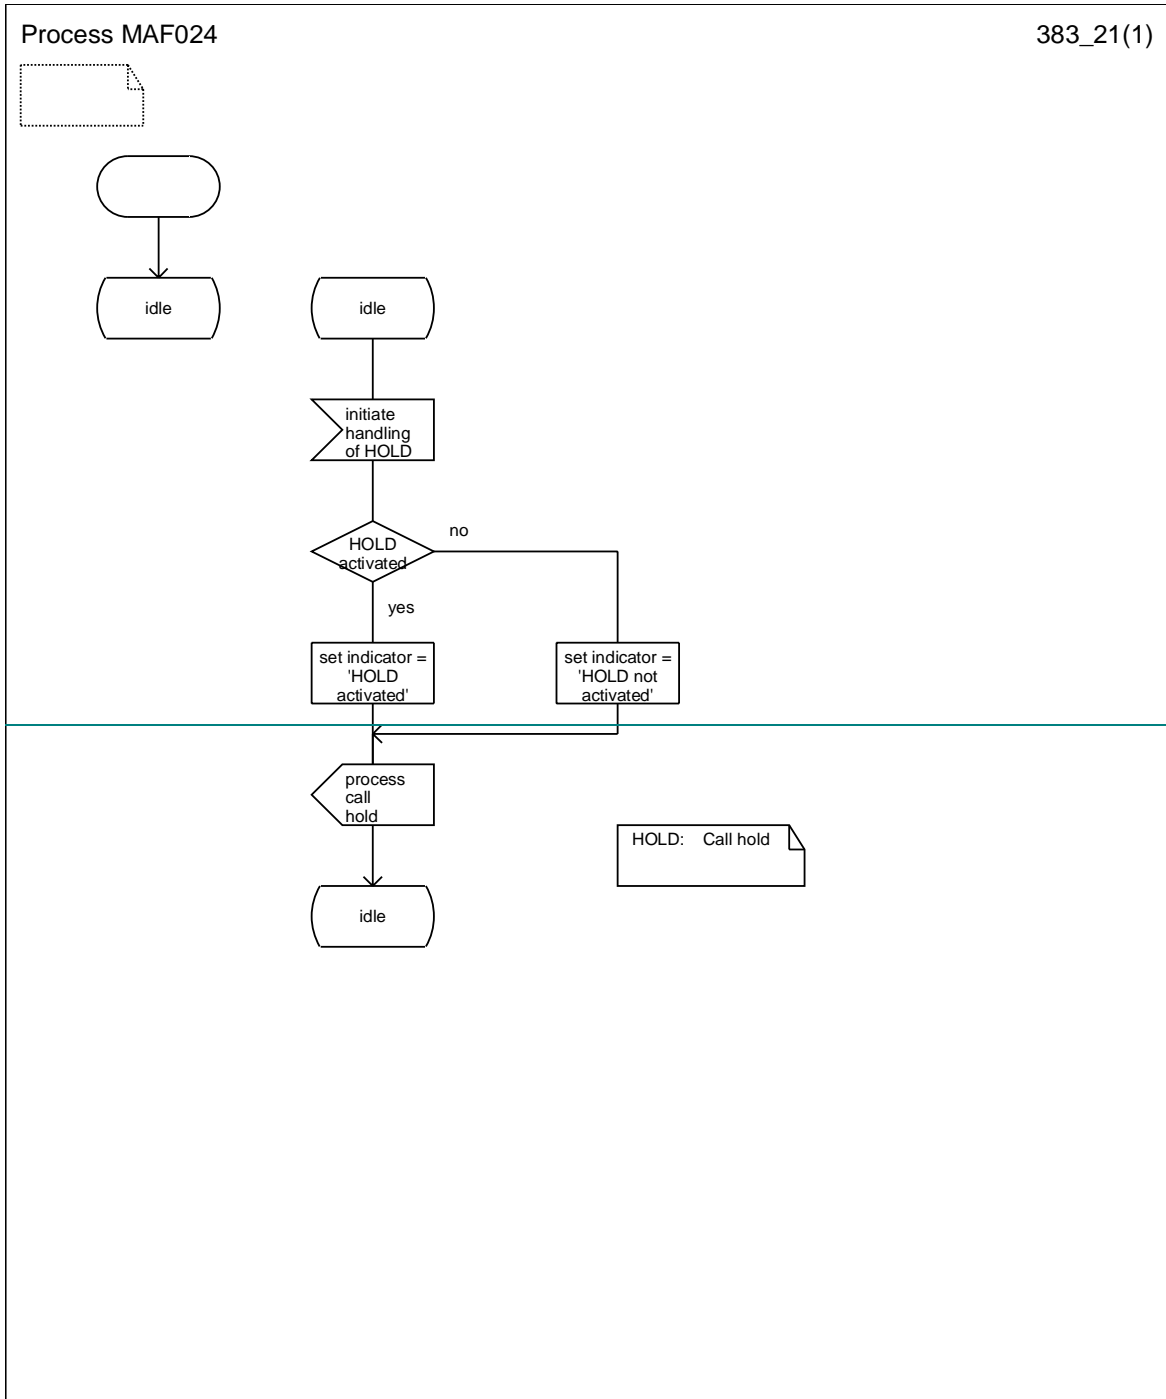 Process MAF024
383_21(1)
idle
idle
initiate
handling
of HOLD
HOLD
activated
no
yes
set indicator =
'HOLD
activated'
set indicator =
'HOLD not
activated'
process
call
hold
HOLD: Call hold
idle